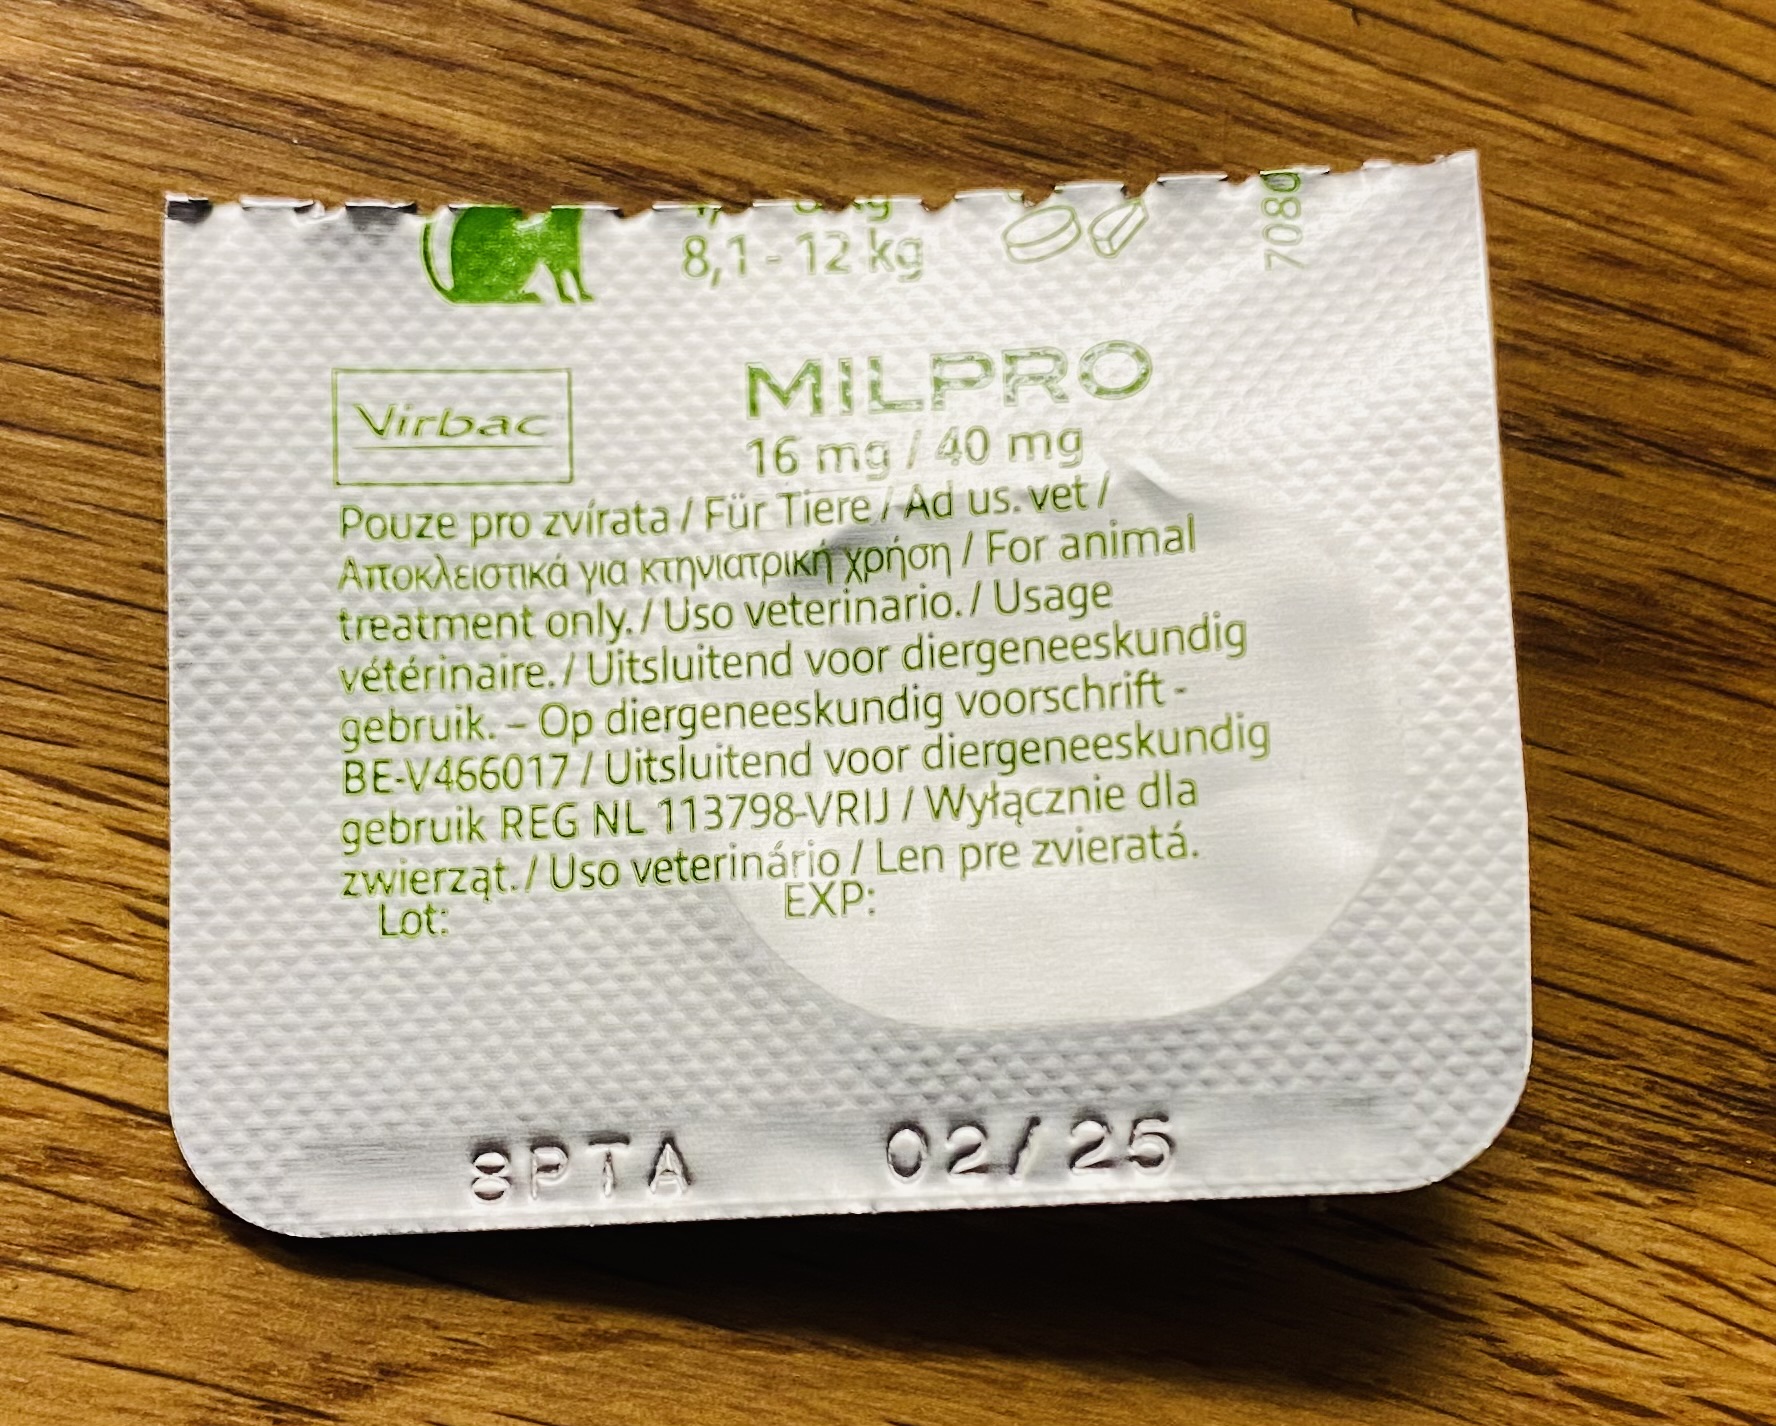 8,1 - 12 kg
7080
Virbac
MILPRO
16 mg / 40 mg
Pouze pro zvírata / Für Tiere / Ad us. vet /
Αποκλειστικά για κτηνιατρική χρήση / For animal
treatment only. / Uso veterinario. / Usage
vétérinaire. / Uitsluitend voor diergeneeskundig
gebruik. – Op diergeneeskundig voorschrift -
BE-V466017 / Uitsluitend voor diergeneeskundig
gebruik REG NL 113798-VRIJ / Wyłącznie dla
zwierząt. / Uso veterinário / Len pre zvieratá.
Lot: EXP:
8PTA 02/25